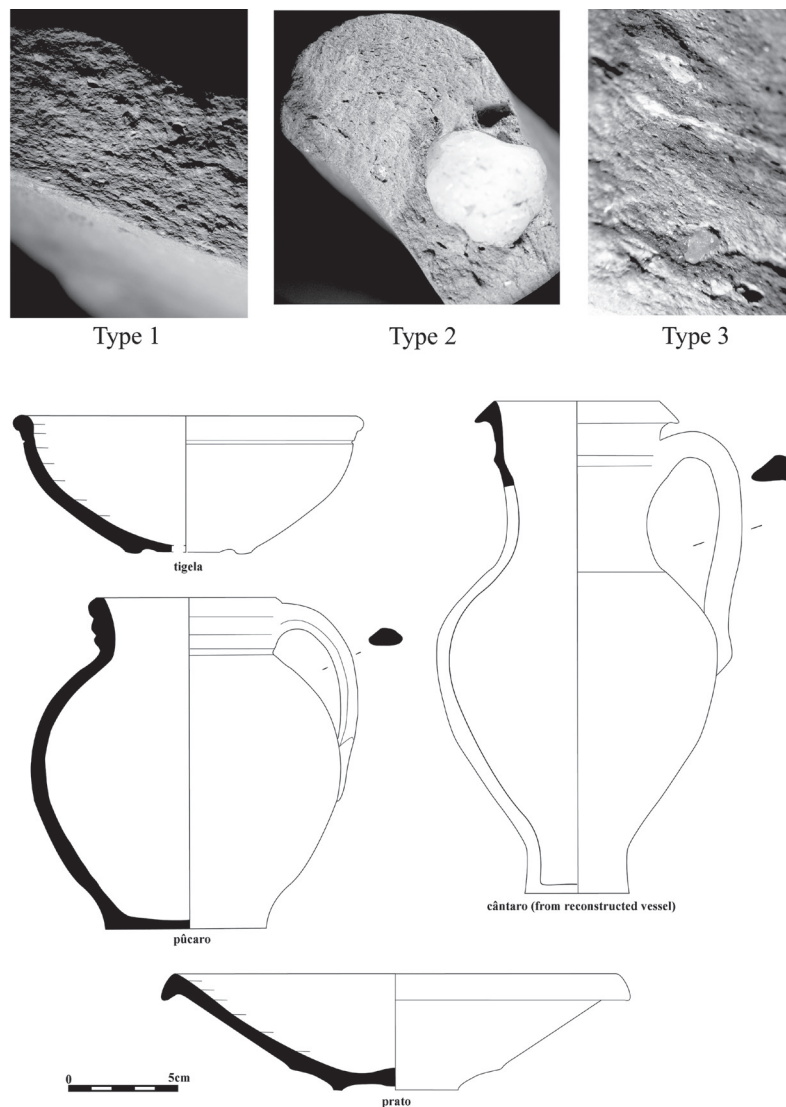 Type 1
Type 2
Type 3
tigela
pûcaro
cântaro (from reconstructed vessel)
0 5cm
prato